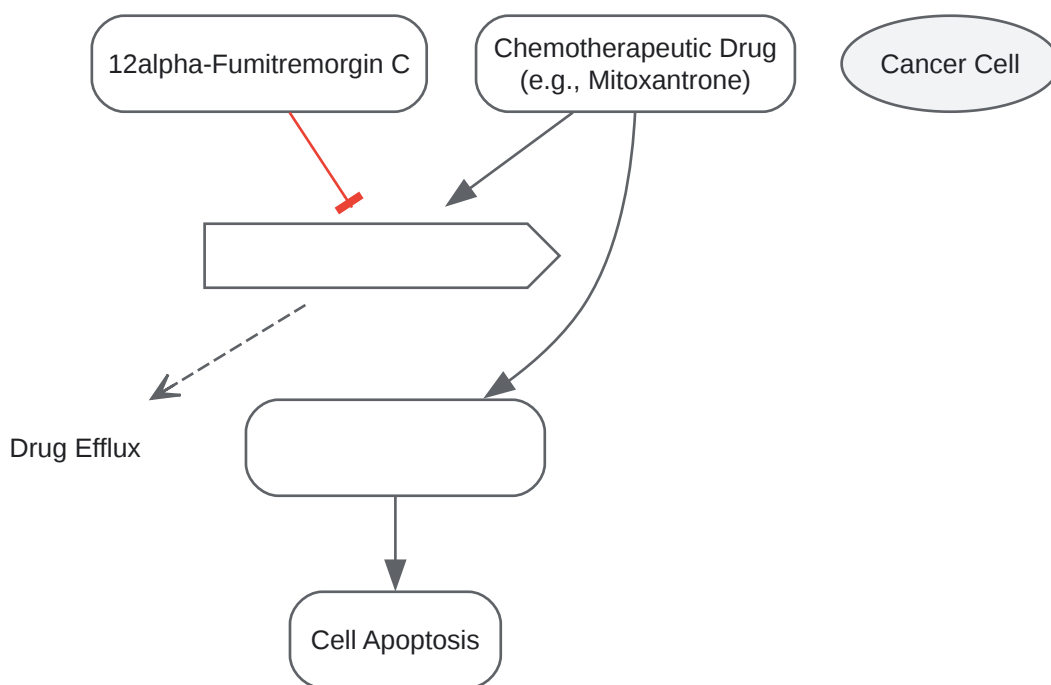 12alpha-Fumitremorgin C
Chemotherapeutic Drug
(e.g., Mitoxantrone)
Cancer Cell
Drug Efflux
Cell Apoptosis